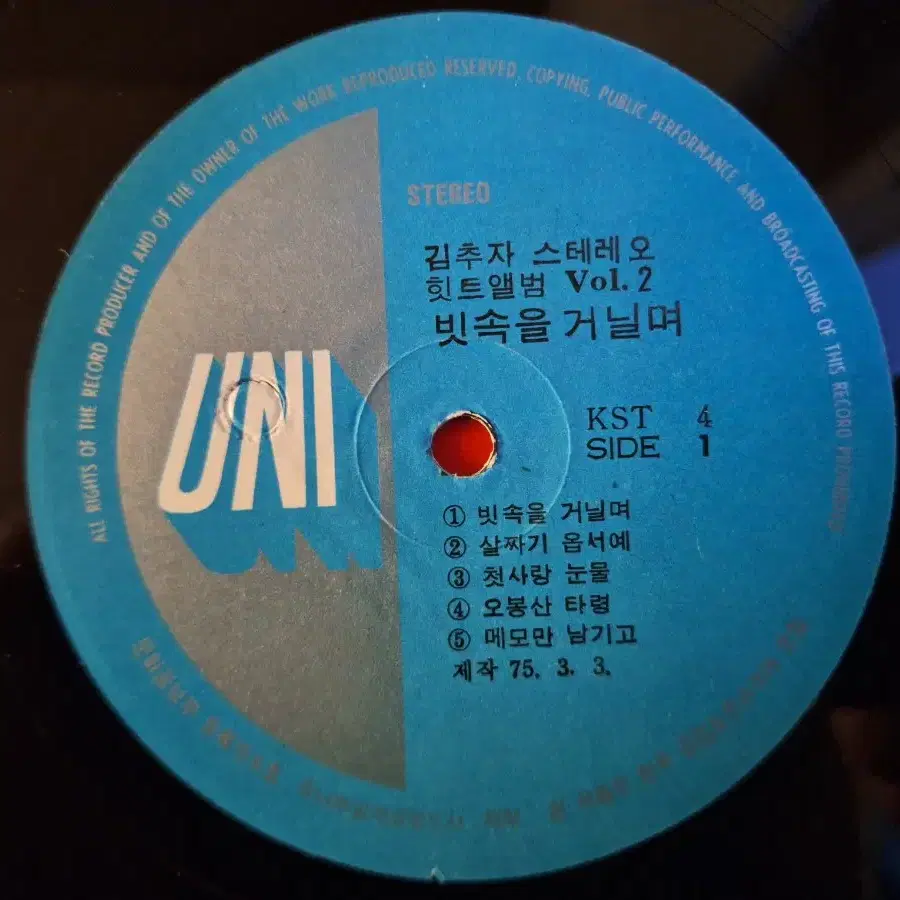 ALL RIGHTS OF THE RECORD PRODUCER AND OF THE OWNER OF THE WORK REPRODUCED RESERVED, COPYING, PUBLIC PERFORMANCE AND BROADCASTING OF THIS RECORD PROHIBITED
STEREO
김추자 스테레오
힛트앨범 Vol. 2
빗속을 거닐며
UNI
KST 4
SIDE 1
① 빗속을 거닐며
② 살짜기 옵서예
③ 첫사랑 눈물
④ 오봉산 타령
⑤ 메모만 남기고
제작 75. 3. 3.